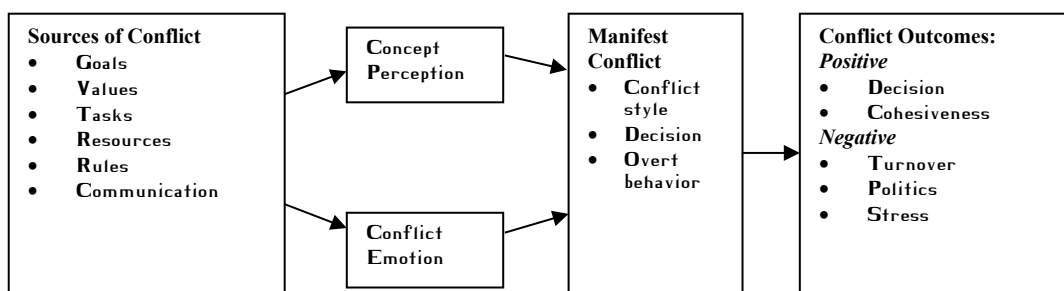 Sources of Conflict
• Goals
• Values
• Tasks
• Resources
• Rules
• Communication
Concept
Perception
Conflict
Emotion
Manifest
Conflict
• Conflict
style
• Decision
• Overt
behavior
Conflict Outcomes:
Positive
• Decision
• Cohesiveness
Negative
• Turnover
• Politics
• Stress